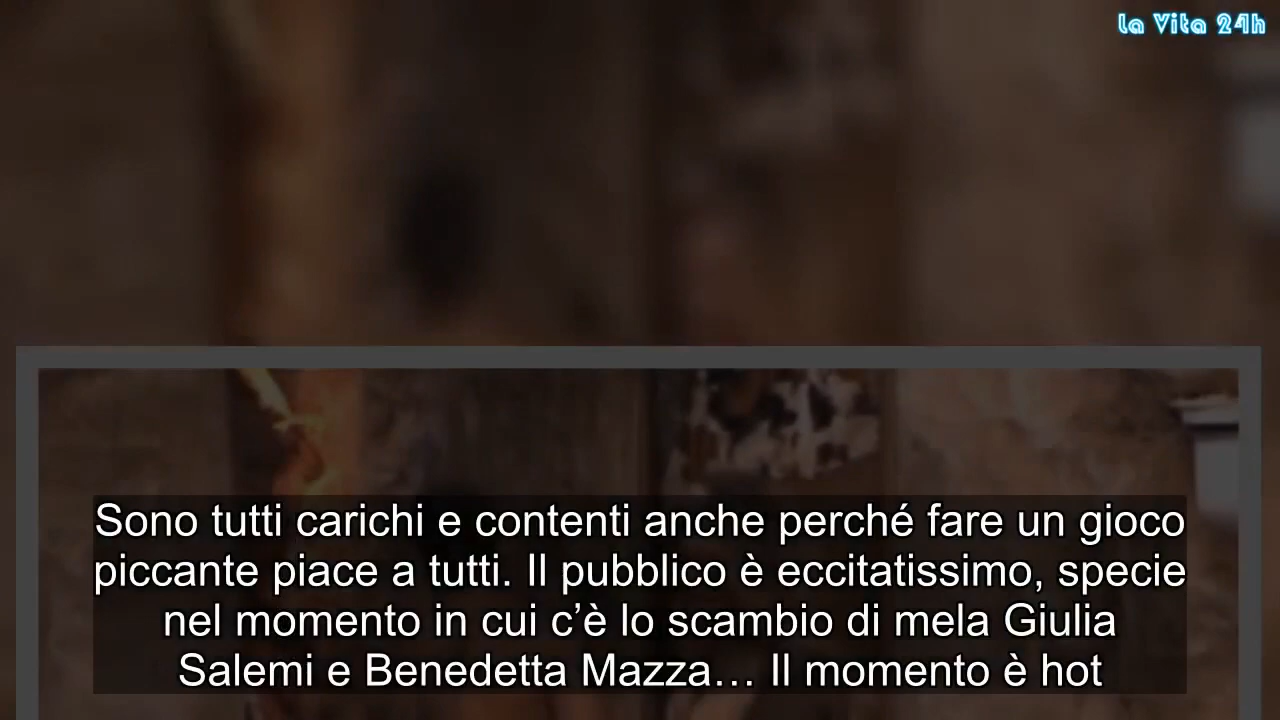 La Vita 24h
Sono tutti carichi e contenti anche perché fare un gioco
piccante piace a tutti. Il pubblico è eccitatissimo, specie
nel momento in cui c’è lo scambio di mela Giulia
Salemi e Benedetta Mazza… Il momento è hot